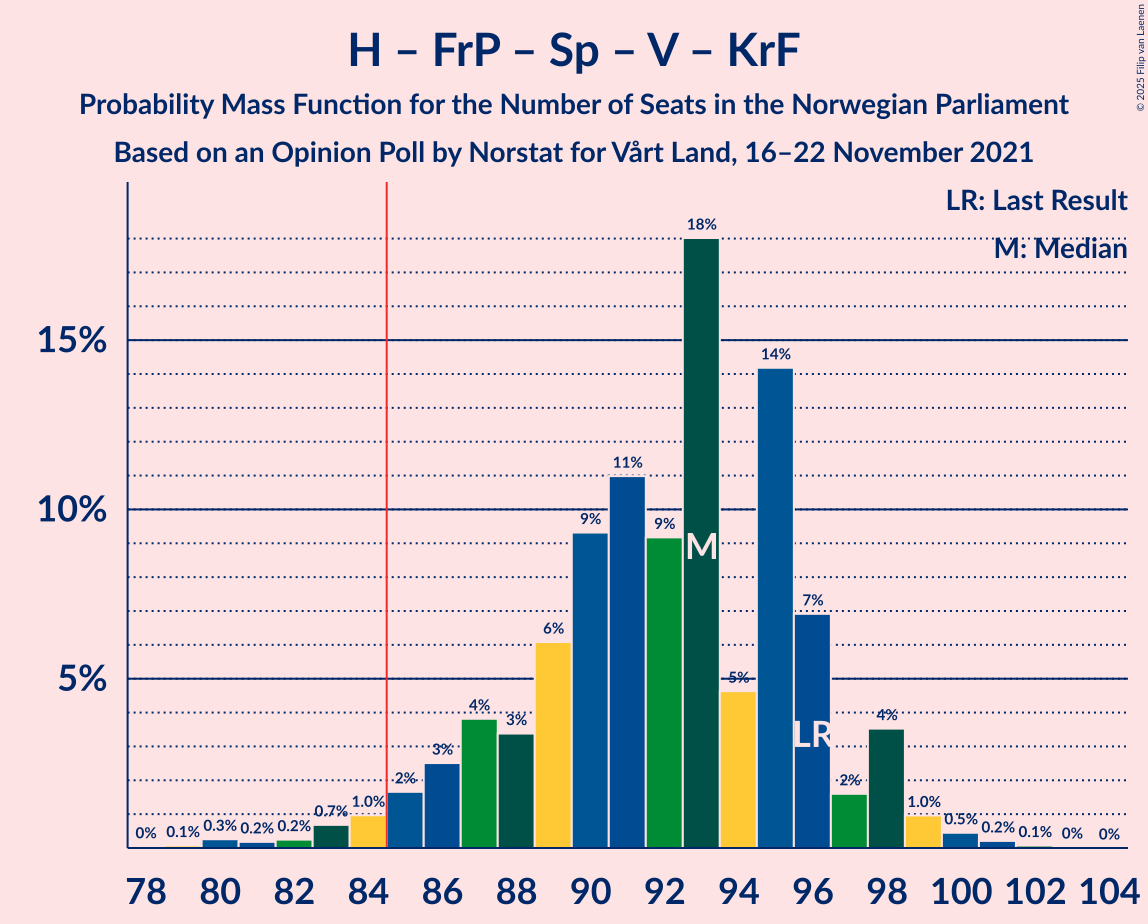 © 2025 Filip van Laenen
H – FrP – Sp – V – KrF
Probability Mass Function for the Number of Seats in the Norwegian Parliament
Based on an Opinion Poll by Norstat for Vårt Land, 16–22 November 2021
LR: Last Result
M: Median
15%
10%
5%
0% 0.1% 0.3% 0.2% 0.2% 0.7% 1.0% 2% 3% 4% 3% 6% 9% 11% 9% 18% 5% 14% 7% 2% 4% 1.0% 0.5% 0.2% 0.1% 0% 0%
M
LR
78 80 82 84 86 88 90 92 94 96 98 100 102 104